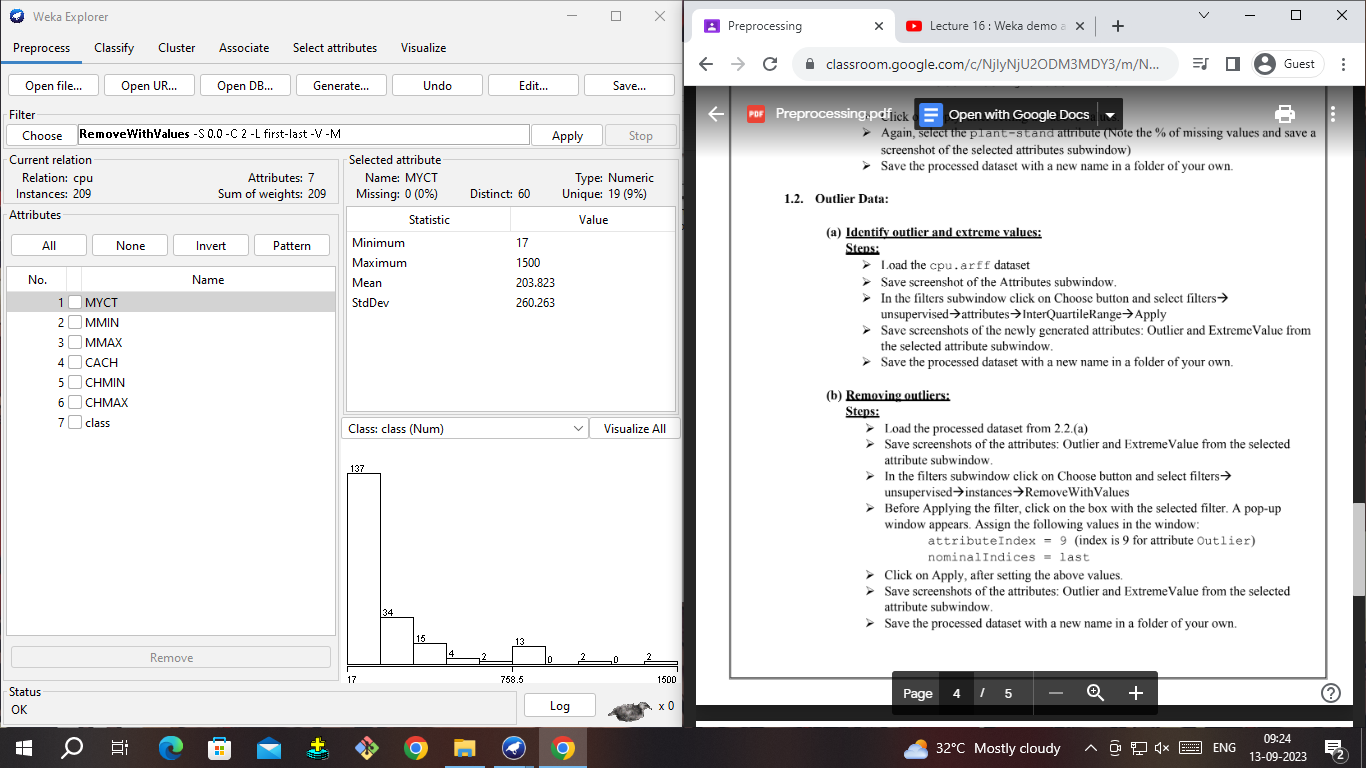 Weka Explorer
Preprocess Classify Cluster Associate Select attributes Visualize
Open file... Open UR... Open DB... Generate... Undo Edit... Save...
Filter
Choose RemoveWithValues -S 0.0 -C 2 -L first-last -V -M Apply Stop
Current relation
Relation: cpu Attributes: 7
Instances: 209 Sum of weights: 209
Attributes
All None Invert Pattern
No. Name
1 MYCT
2 MMIN
3 MMAX
4 CACH
5 CHMIN
6 CHMAX
7 class
Remove
Status
OK
Log
x 0
Selected attribute
Name: MYCT Type: Numeric
Missing: 0 (0%) Distinct: 60 Unique: 19 (9%)
Statistic Value
Minimum 17
Maximum 1500
Mean 203.823
StdDev 260.263
Class: class (Num) Visualize All
137
34
15
4
2
13
0
2
0
2
17 758.5 1500
Preprocessing
Lecture 16 : Weka demo a
classroom.google.com/c/NjIyNjU2ODM3MDY3/m/N...
Guest
PDF Preprocessing.pdf
Open with Google Docs
Again, select the plant-stand attribute (Note the % of missing values and save a
screenshot of the selected attributes subwindow)
Save the processed dataset with a new name in a folder of your own.
1.2. Outlier Data:
(a) Identify outlier and extreme values:
Steps:
Load the cpu.arff dataset
Save screenshot of the Attributes subwindow.
In the filters subwindow click on Choose button and select filters→
unsupervised→attributes→InterQuartileRange→Apply
Save screenshots of the newly generated attributes: Outlier and ExtremeValue from
the selected attribute subwindow.
Save the processed dataset with a new name in a folder of your own.
(b) Removing outliers:
Steps:
Load the processed dataset from 2.2.(a)
Save screenshots of the attributes: Outlier and ExtremeValue from the selected
attribute subwindow.
In the filters subwindow click on Choose button and select filters→
unsupervised→instances→RemoveWithValues
Before Applying the filter, click on the box with the selected filter. A pop-up
window appears. Assign the following values in the window:
attributeIndex = 9 (index is 9 for attribute Outlier)
nominalIndices = last
Click on Apply, after setting the above values.
Save screenshots of the attributes: Outlier and ExtremeValue from the selected
attribute subwindow.
Save the processed dataset with a new name in a folder of your own.
Page 4 / 5
32°C Mostly cloudy
ENG
09:24
13-09-2023
2